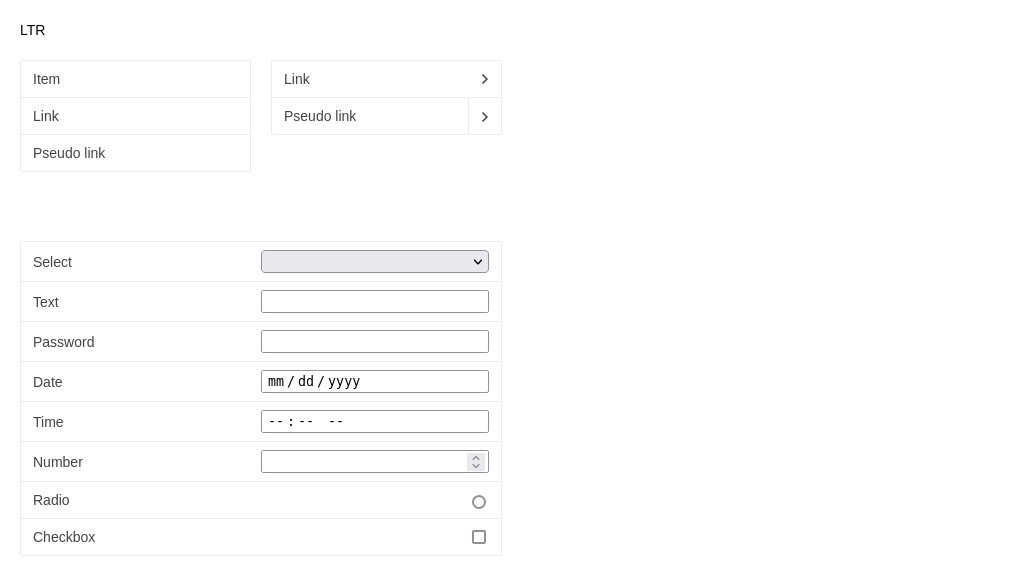 LTR
Item
Link
Pseudo link
Link
Pseudo link
Select
Text
Password
Date mm/dd/yyyy
Time --:-- --
Number
Radio
Checkbox